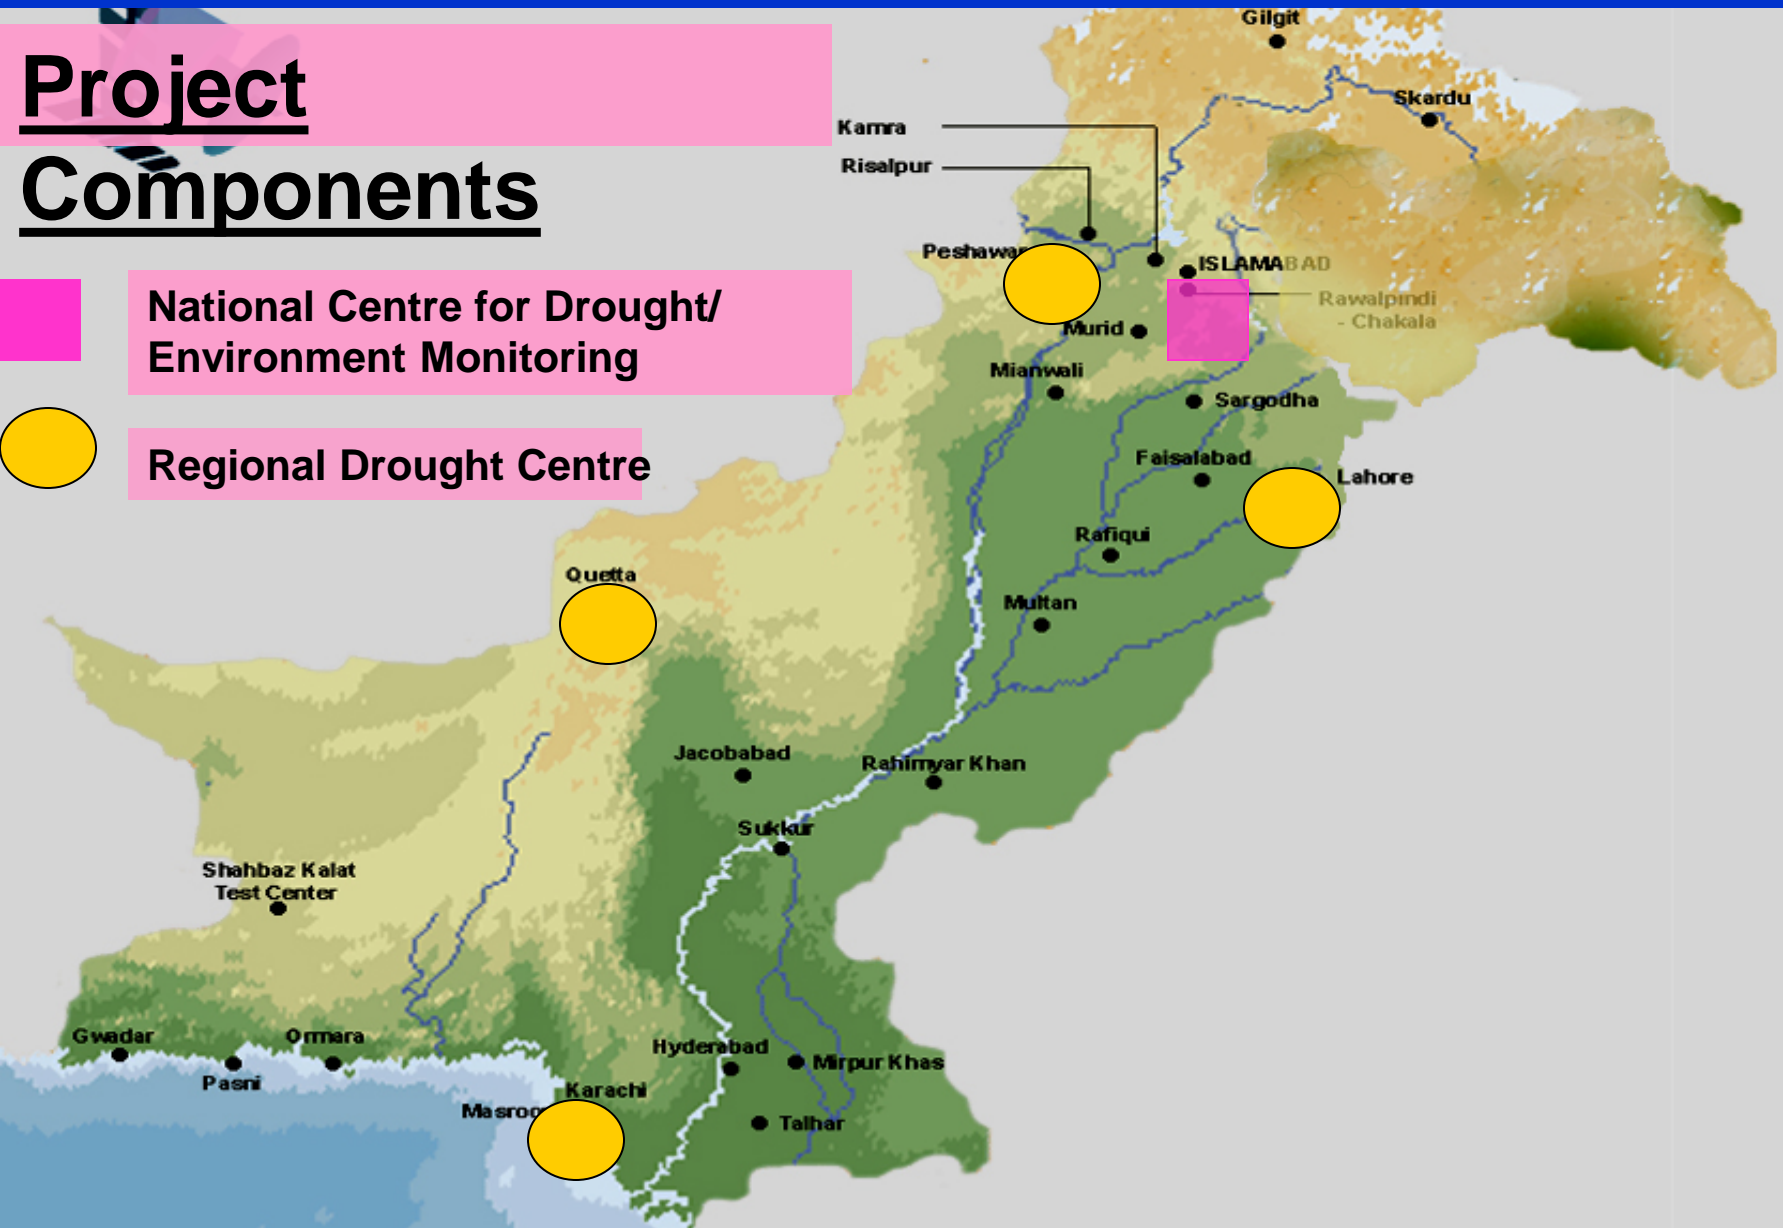 Project
Components
National Centre for Drought/
Environment Monitoring
Regional Drought Centre
Gilgit
Skardu
Kamra
Risalpur
Peshawar
ISLAMABAD
Rawalpindi
- Chakala
Murid
Mianwali
Sargodha
Faisalabad
Lahore
Rafiqui
Quetta
Multan
Jacobabad
Rahimyar Khan
Sukkur
Shahbaz Kalat
Test Center
Gwadar
Ormara
Pasni
Hyderabad
Mirpur Khas
Karachi
Masroo
Talhar